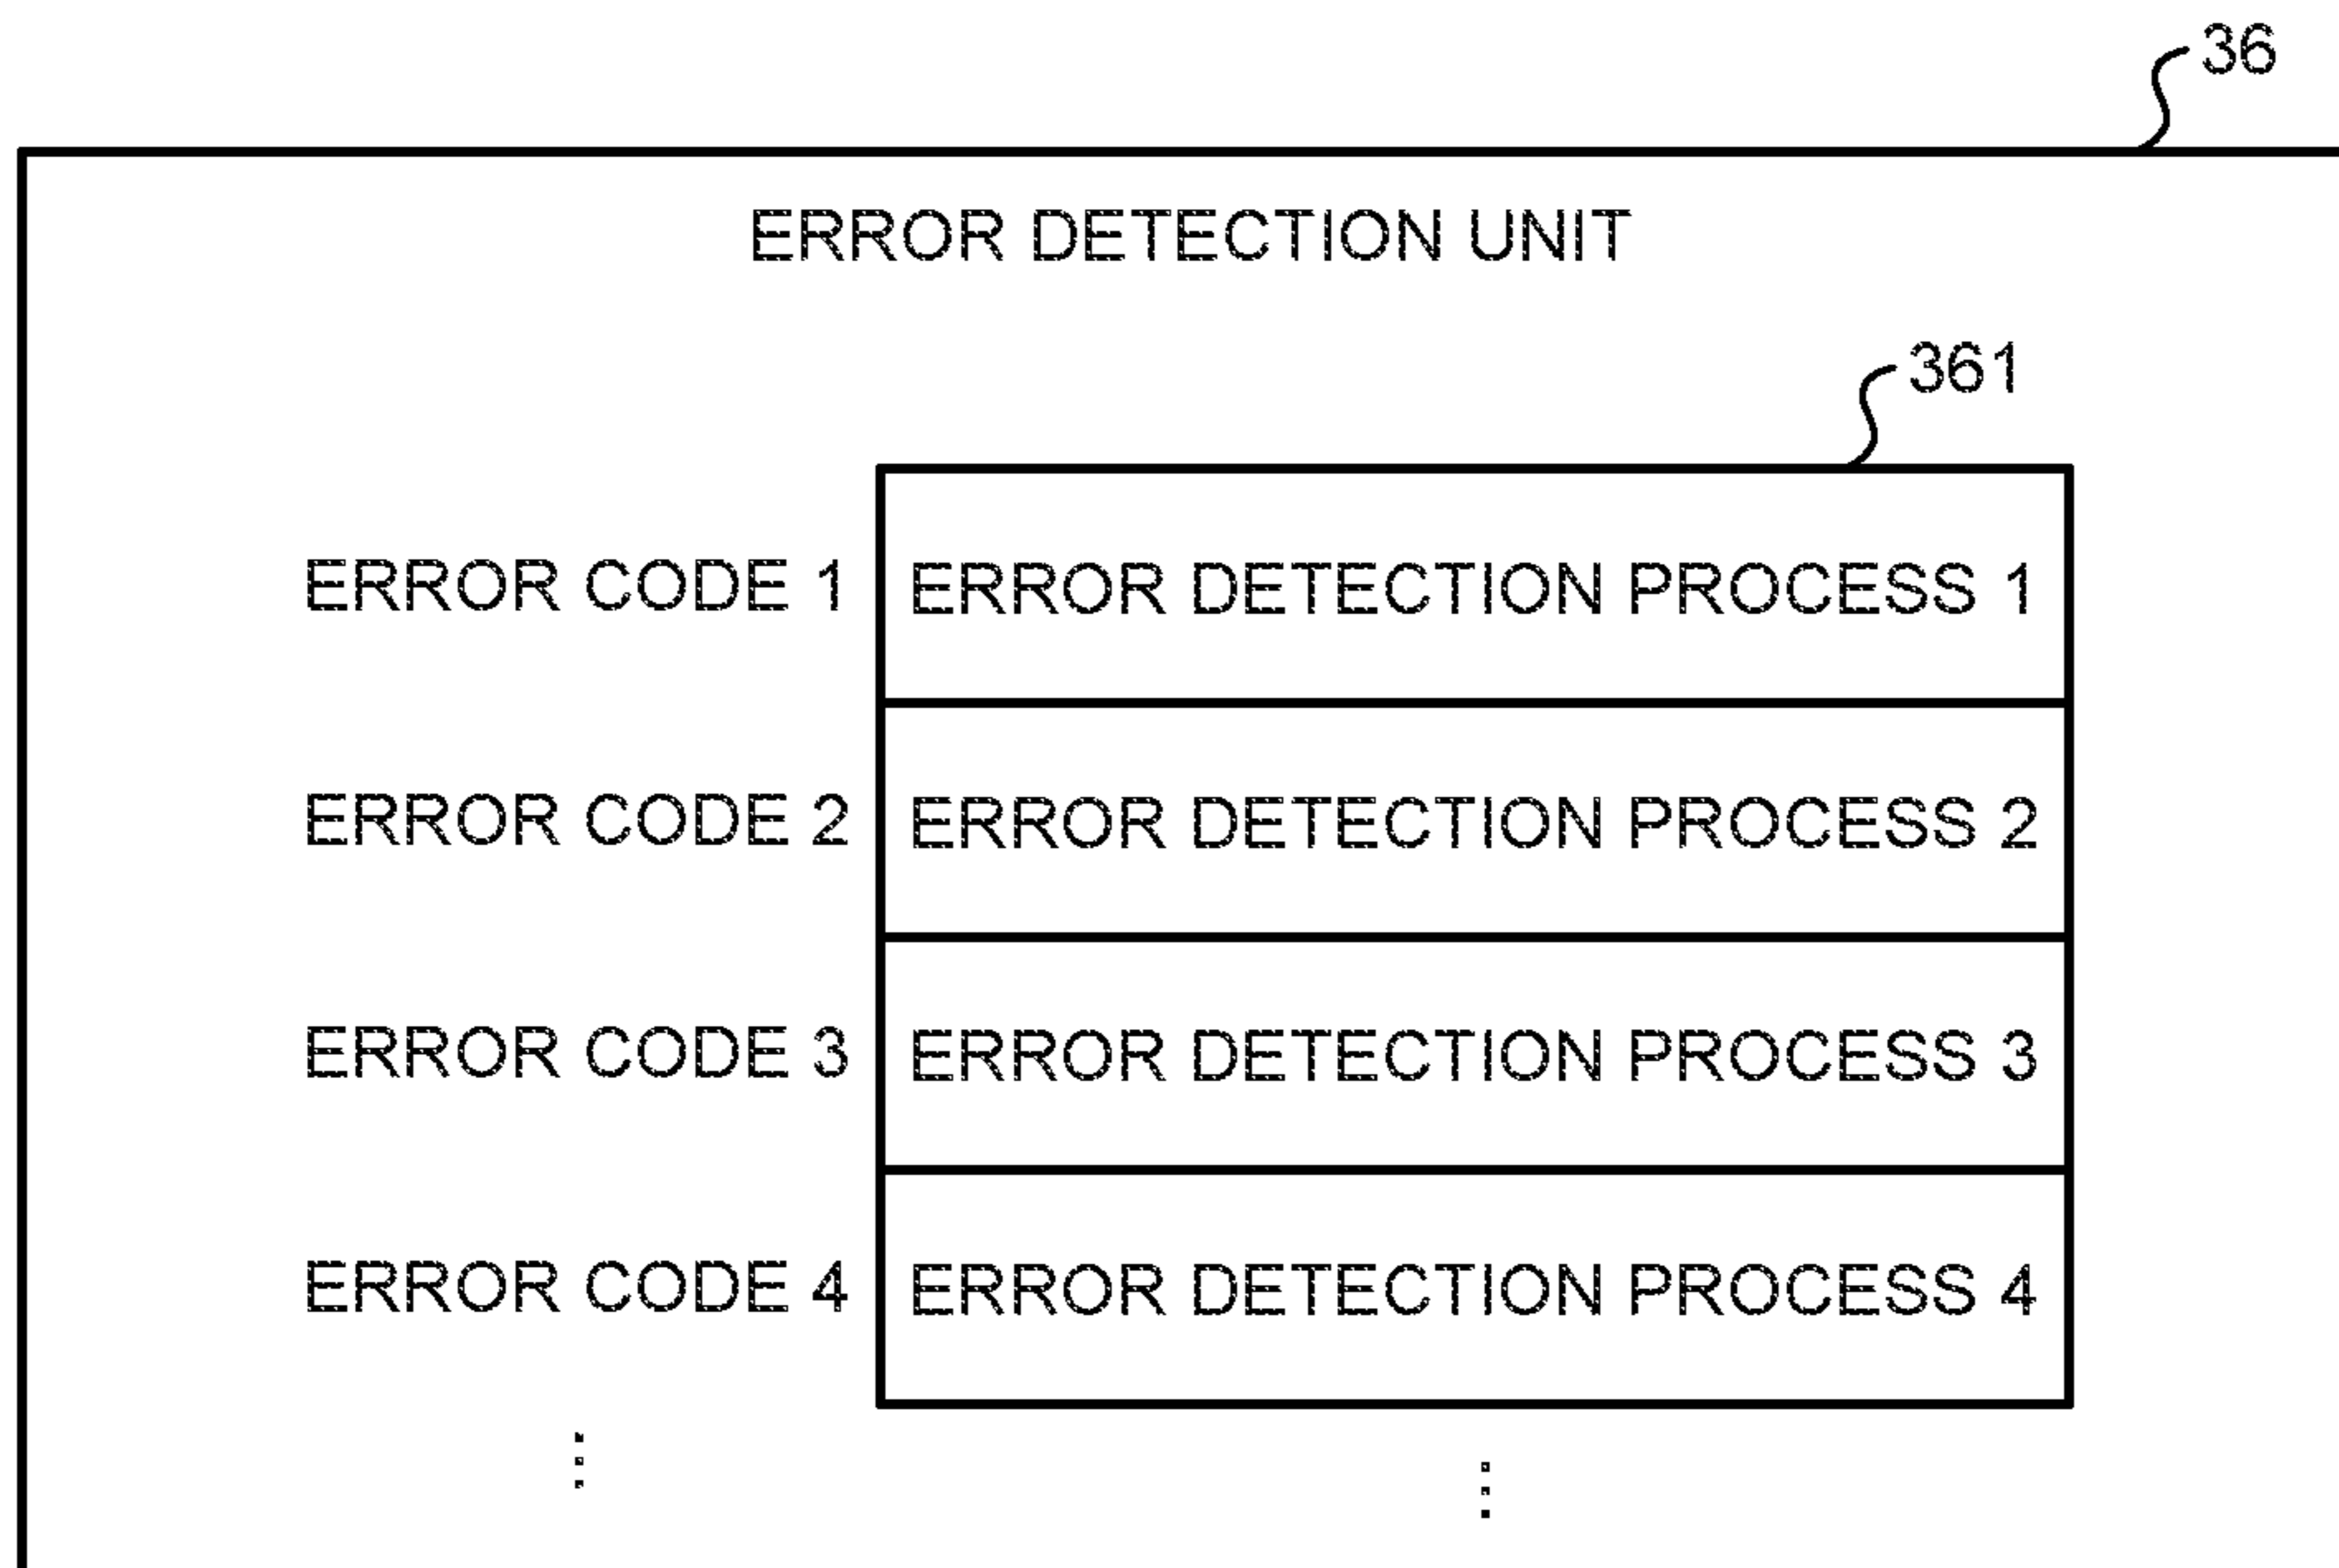 36
ERROR DETECTION UNIT
361
ERROR CODE 1 ERROR DETECTION PROCESS 1
ERROR CODE 2 ERROR DETECTION PROCESS 2
ERROR CODE 3 ERROR DETECTION PROCESS 3
ERROR CODE 4 ERROR DETECTION PROCESS 4